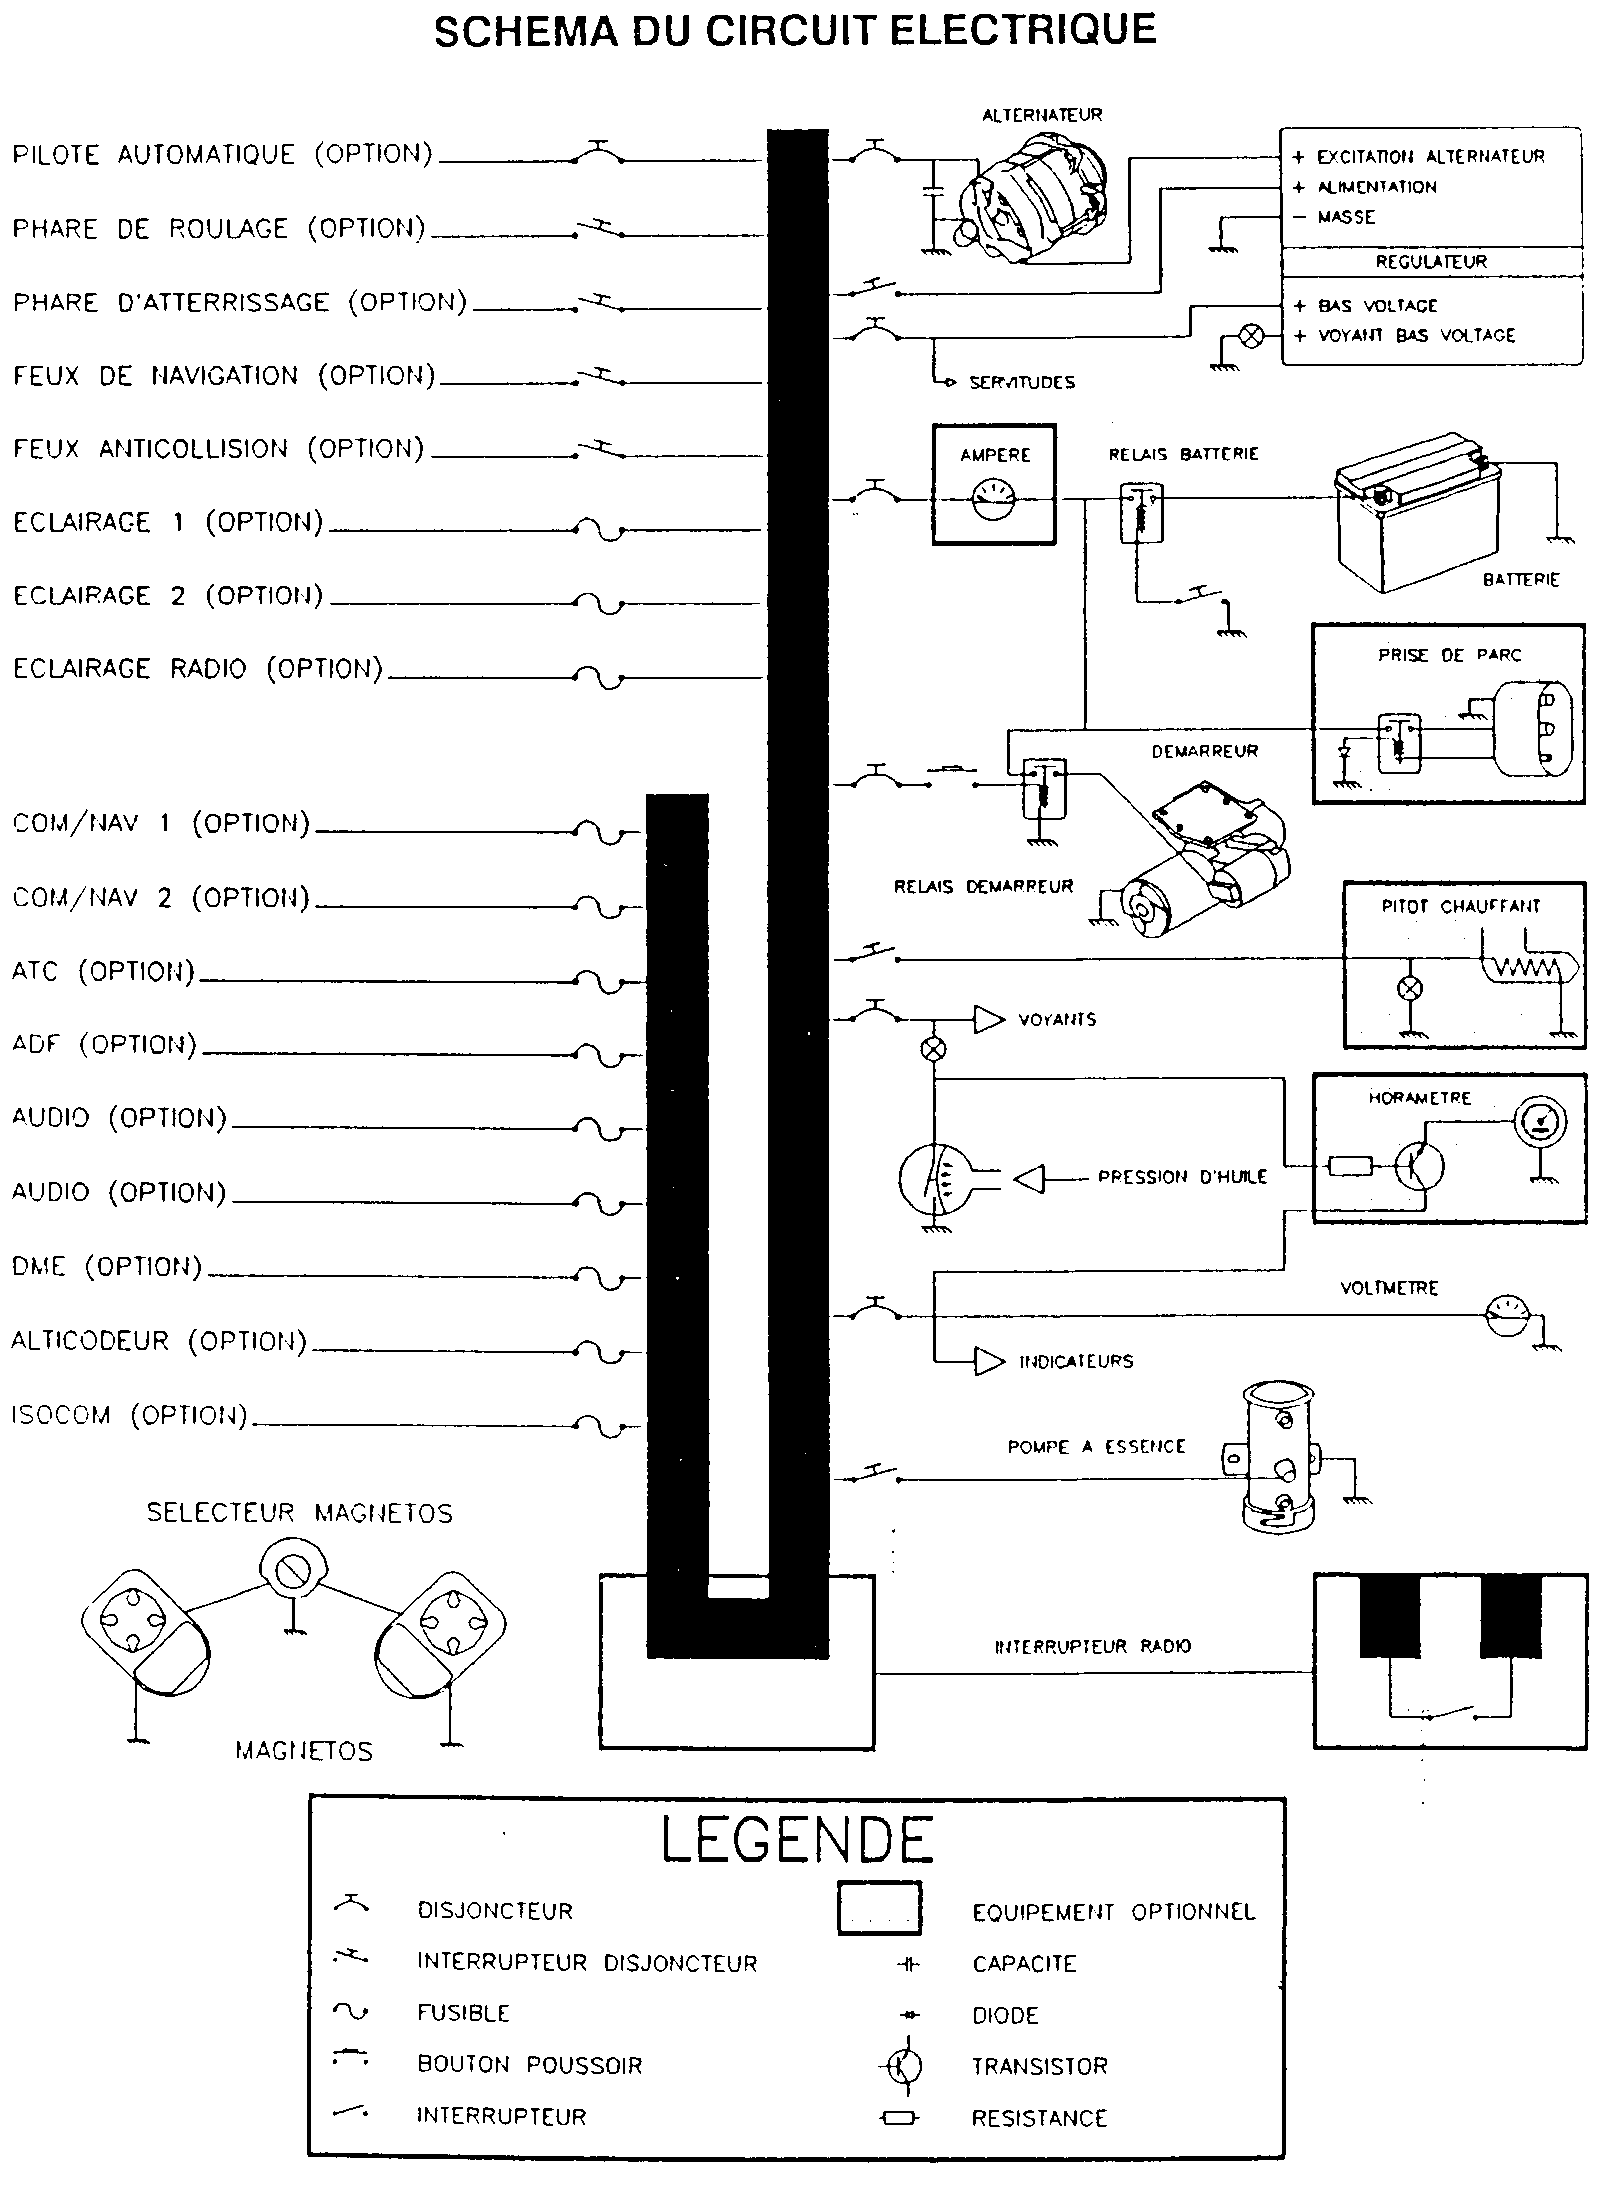 SCHEMA DU CIRCUIT ELECTRIQUE
PILOTE AUTOMATIQUE (OPTION)
PHARE DE ROULAGE (OPTION)
PHARE D'ATTERRISSAGE (OPTION)
FEUX DE NAVIGATION (OPTION)
FEUX ANTICOLLISION (OPTION)
ECLAIRAGE 1 (OPTION)
ECLAIRAGE 2 (OPTION)
ECLAIRAGE RADIO (OPTION)
COM/NAV 1 (OPTION)
COM/NAV 2 (OPTION)
ATC (OPTION)
ADF (OPTION)
AUDIO (OPTION)
AUDIO (OPTION)
DME (OPTION)
ALTICODEUR (OPTION)
ISOCOM (OPTION)
SELECTEUR MAGNETOS
MAGNETOS
ALTERNATEUR
+ EXCITATION ALTERNATEUR
+ ALIMENTATION
- MASSE
REGULATEUR
+ BAS VOLTAGE
+ VOYANT BAS VOLTAGE
SERVITUDES
AMPERE
RELAIS BATTERIE
BATTERIE
PRISE DE PARC
DEMARREUR
RELAIS DEMARREUR
PITOT CHAUFFANT
VOYANTS
HORAMETRE
PRESSION D'HUILE
VOLTMETRE
INDICATEURS
POMPE A ESSENCE
INTERRUPTEUR RADIO
LEGENDE
DISJONCTEUR
INTERRUPTEUR DISJONCTEUR
FUSIBLE
BOUTON POUSSOIR
INTERRUPTEUR
EQUIPEMENT OPTIONNEL
CAPACITE
DIODE
TRANSISTOR
RESISTANCE